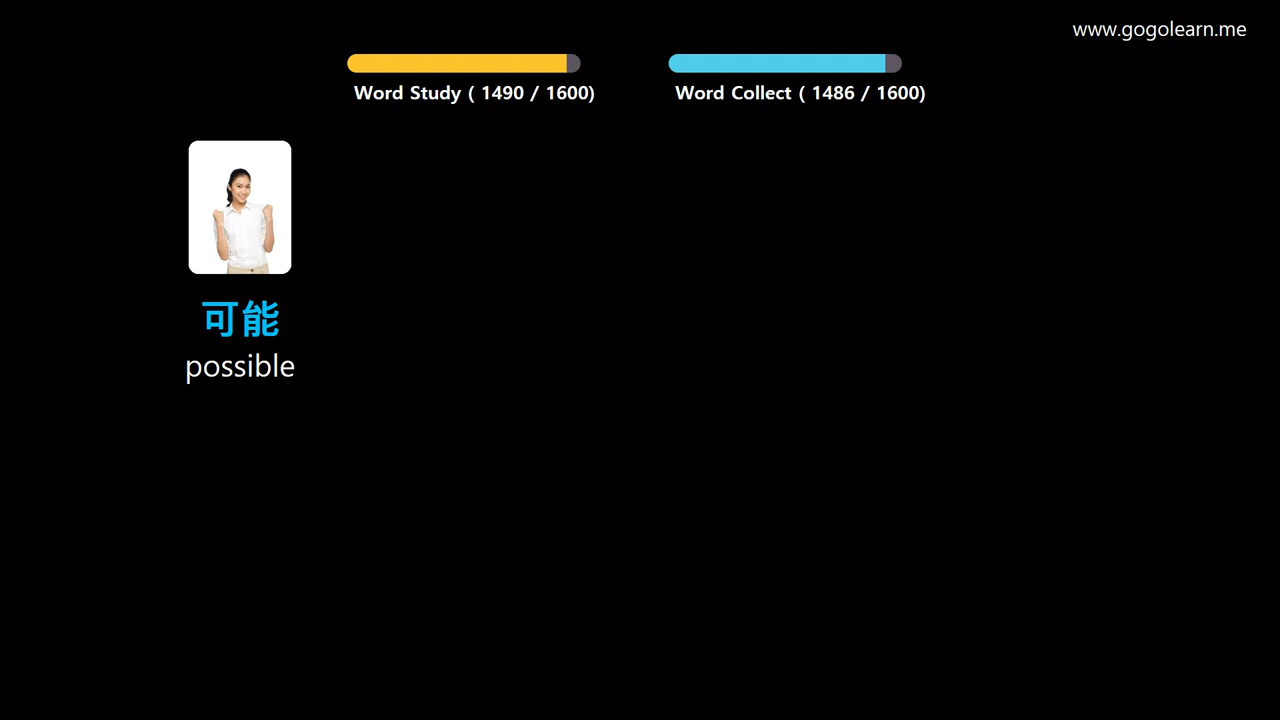 www.gogolearn.me
Word Study ( 1490 / 1600)
Word Collect ( 1486 / 1600)
可能
possible